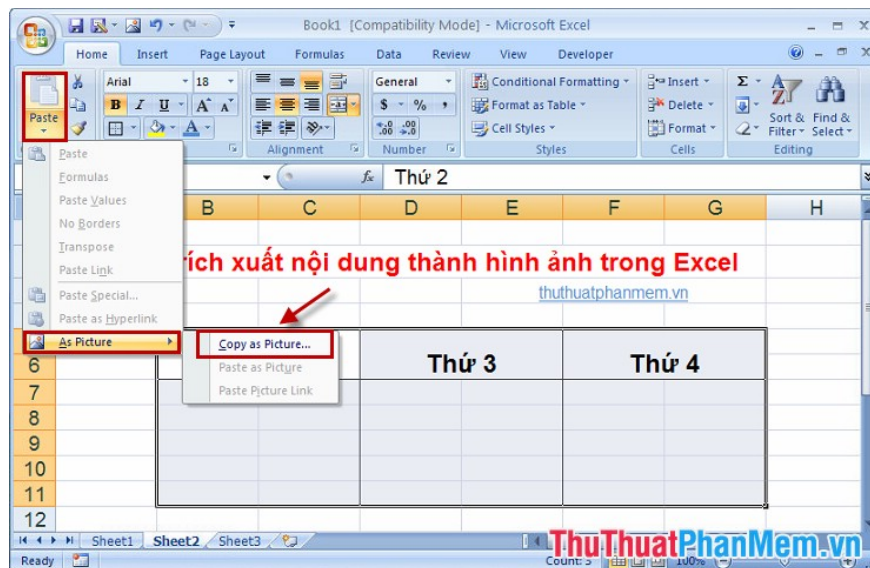 Book1 [Compatibility Mode] - Microsoft Excel
Home Insert Page Layout Formulas Data Review View Developer
Paste
Arial 18
General
Conditional Formatting
Format as Table
Cell Styles
Insert
Delete
Format
Sort & Filter
Find & Select
B I U A A
$ % ,
Alignment Number Styles Cells Editing
Paste
Formulas
Paste Values
No Borders
Transpose
Paste Link
Paste Special...
Paste as Hyperlink
As Picture
Copy as Picture...
Paste as Picture
Paste Picture Link
fx Thứ 2
B C D E F G H
rích xuất nội dung thành hình ảnh trong Excel
thuthuatphanmem.vn
6 Thứ 3 Thứ 4
7
8
9
10
11
12
Sheet1 Sheet2 Sheet3
Ready Count: 3 100%
ThuThuatPhanMem.vn